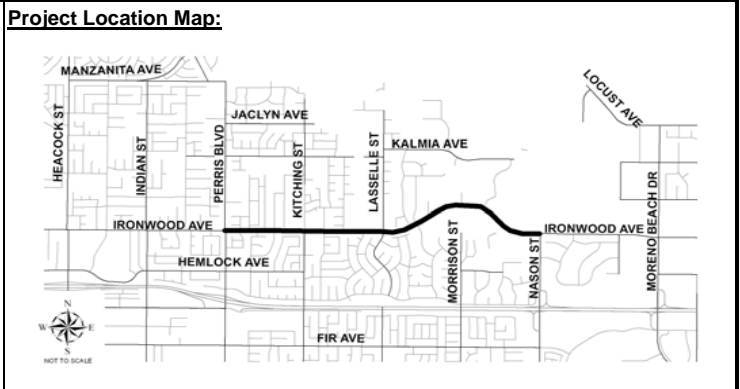 Project Location Map:
MANZANITA AVE
LOCUST AVE
JACLYN AVE
HEACOCK ST
INDIAN ST
PERRIS BLVD
KITCHING ST
LASSELLE ST
KALMIA AVE
IRONWOOD AVE
IRONWOOD AVE
HEMLOCK AVE
MORRISON ST
NASON ST
MORENO BEACH DR
N
W E
S
NOT TO SCALE
FIR AVE